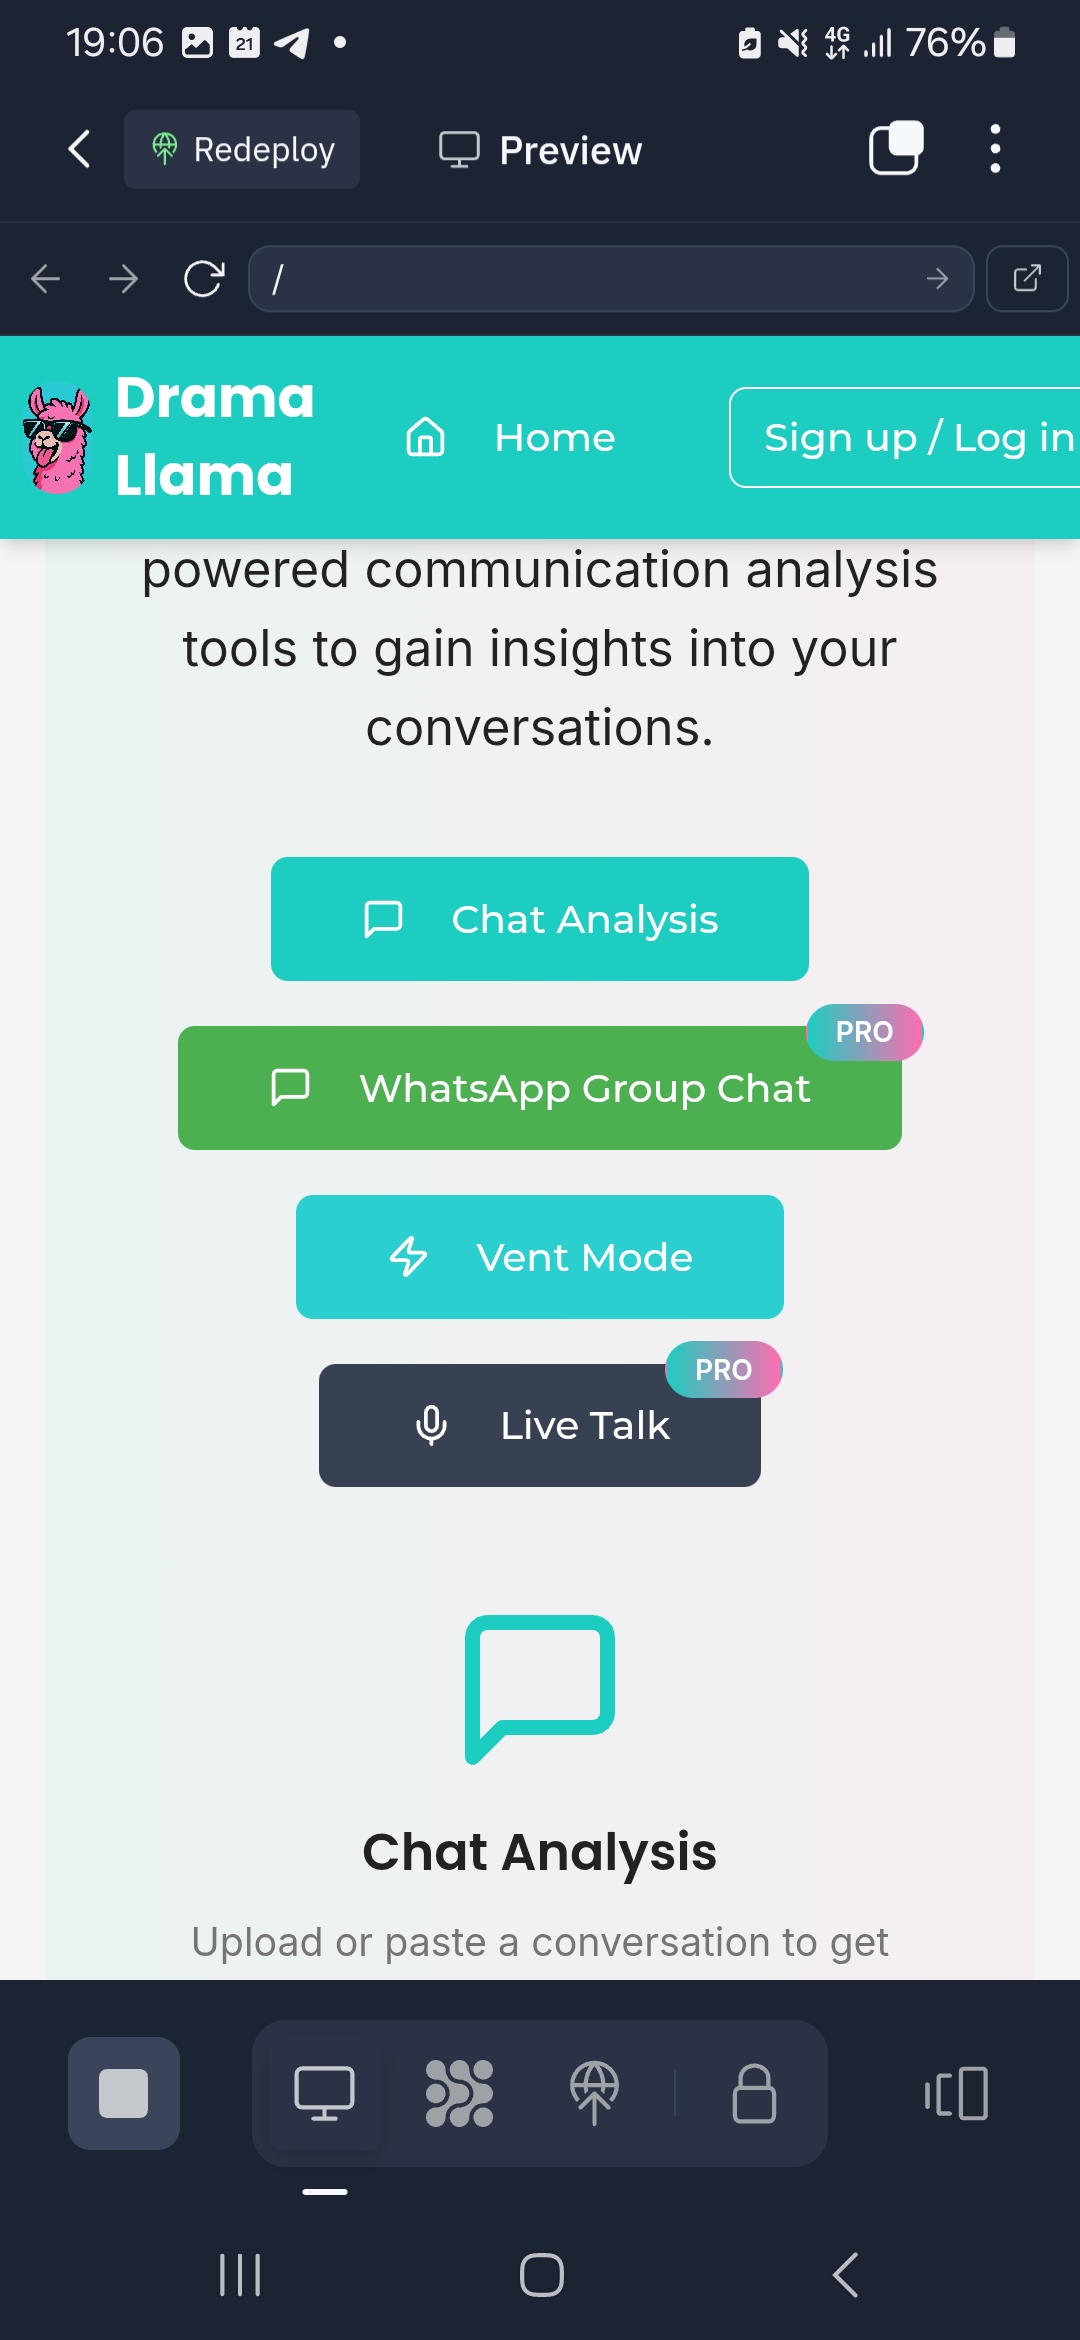 19:06
21
4G
76%
Redeploy
Preview
/
Drama
Llama
Home
Sign up / Log in
powered communication analysis
tools to gain insights into your
conversations.
Chat Analysis
PRO
WhatsApp Group Chat
Vent Mode
PRO
Live Talk
Chat Analysis
Upload or paste a conversation to get